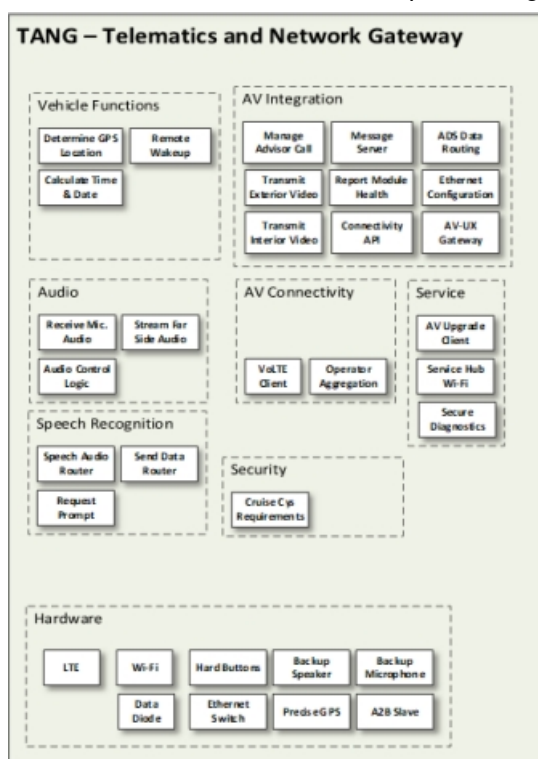 TANG – Telematics and Network Gateway
Vehicle Functions
Determine GPS
Location
Remote
Wakeup
Calculate Time
& Date
AV Integration
Manage
Advisor Call
Message
Server
ADS Data
Routing
Transmit
Exterior Video
Report Module
Health
Ethernet
Configuration
Transmit
Interior Video
Connectivity
API
AV-UX
Gateway
Audio
Receive Mic.
Audio
Stream Far
Side Audio
Audio Control
Logic
AV Connectivity
VoLTE
Client
Operator
Aggregation
Service
AV Upgrade
Client
Service Hub
Wi-Fi
Secure
Diagnostics
Speech Recognition
Speech Audio
Router
Send Data
Router
Request
Prompt
Security
Cruise Cys
Requirements
Hardware
LTE
Wi-Fi
Hard Buttons
Backup
Speaker
Backup
Microphone
Data
Diode
Ethernet
Switch
PreciseGPS
A2B Slave